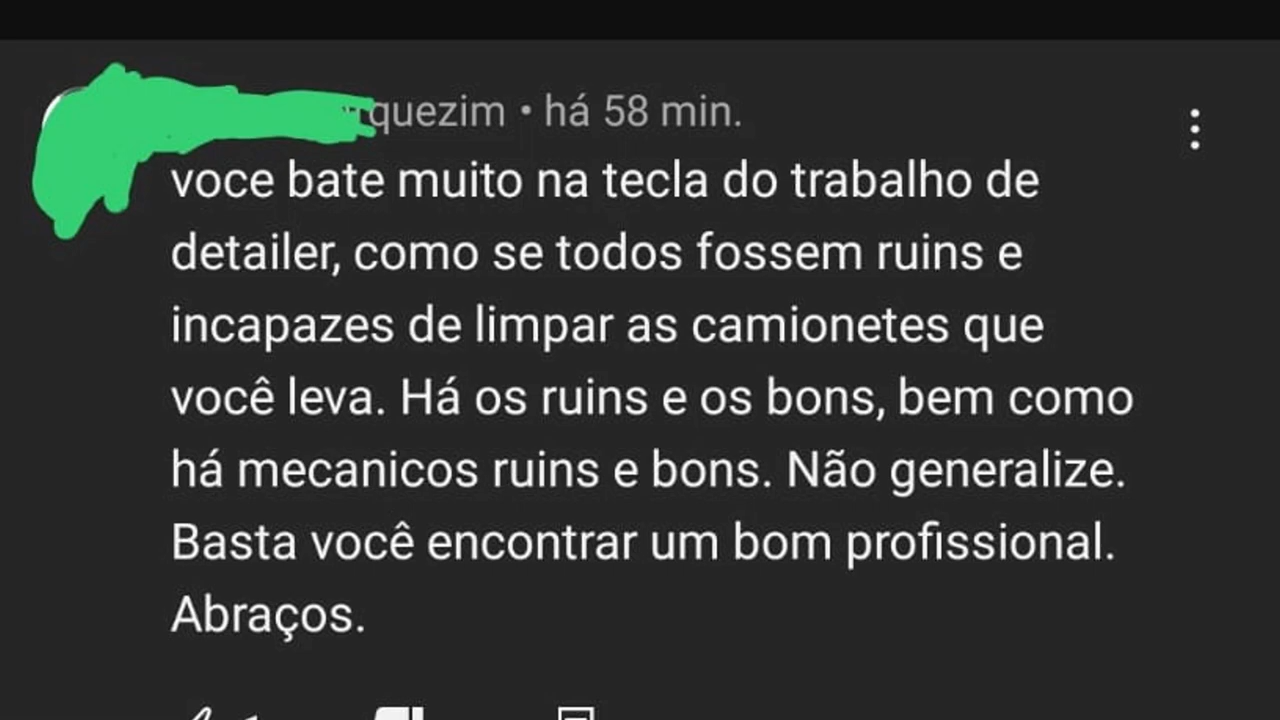 quezim • há 58 min.
voce bate muito na tecla do trabalho de
detailer, como se todos fossem ruins e
incapazes de limpar as camionetes que
você leva. Há os ruins e os bons, bem como
há mecanicos ruins e bons. Não generalize.
Basta você encontrar um bom profissional.
Abraços.